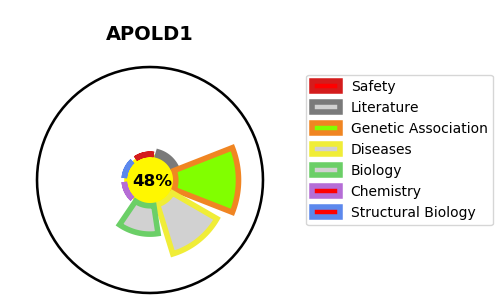 APOLD1
48%
Safety
Literature
Genetic Association
Diseases
Biology
Chemistry
Structural Biology